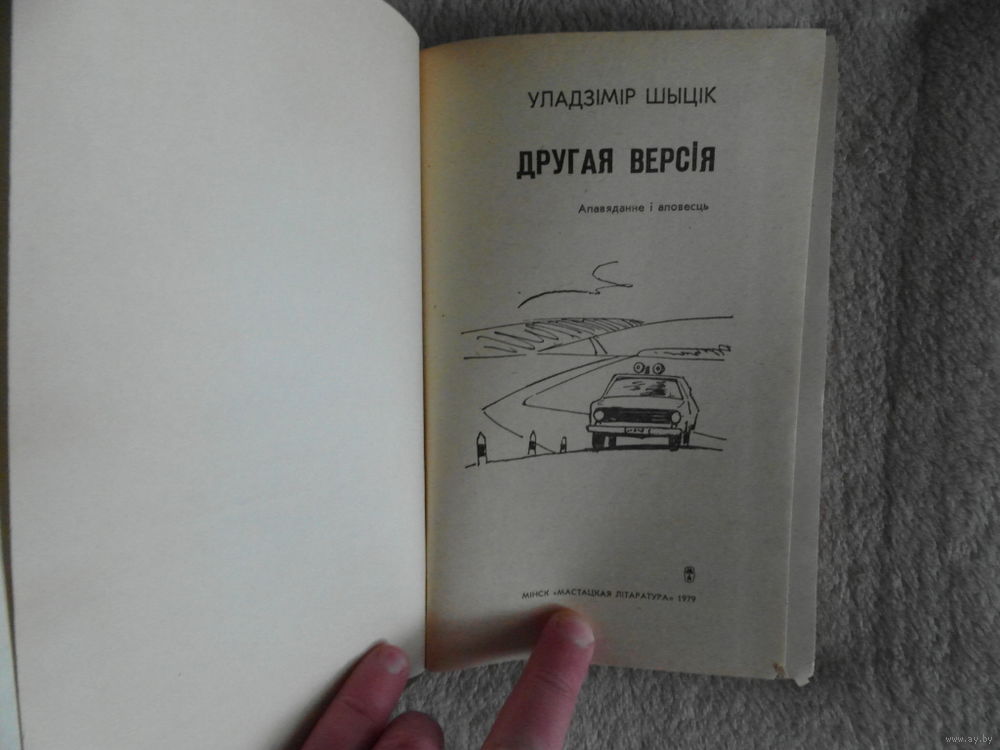 УЛАДЗІМІР ШЫЦІК
ДРУГАЯ ВЕРСІЯ
Апавяданне і аповесць
МІНСК «МАСТАЦКАЯ ЛІТАРАТУРА» 1979
www.ay.by